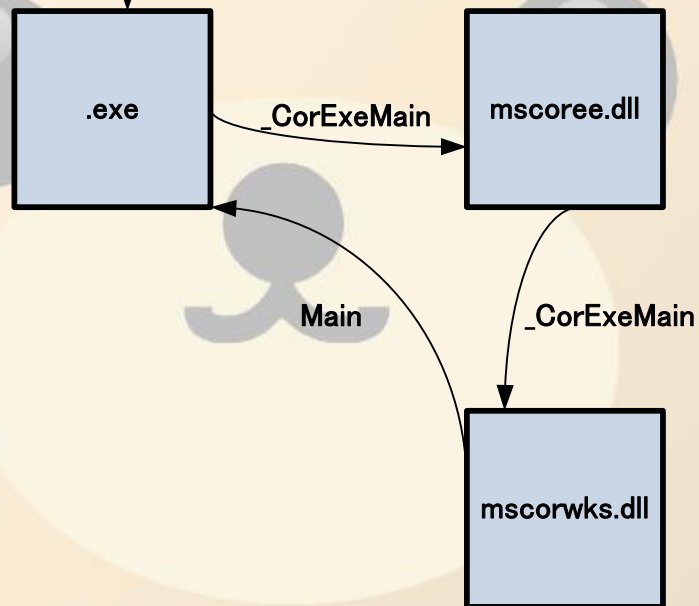 .exe
_CorExeMain
mscoree.dll
Main
_CorExeMain
mscorwks.dll